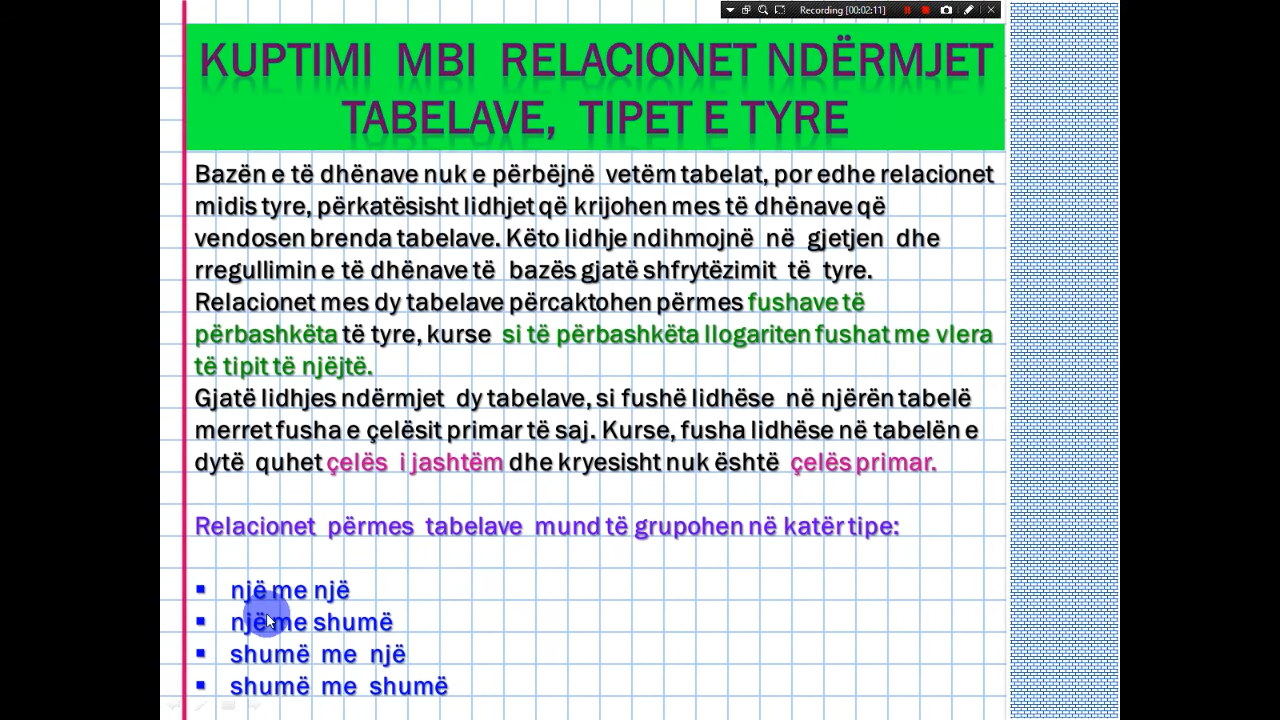 Recording [00:02:11]
KUPTIMI MBI RELACIONET NDËRMJET
TABELAVE, TIPET E TYRE
Bazën e të dhënave nuk e përbëjnë vetëm tabelat, por edhe relacionet
midis tyre, përkatësisht lidhjet që krijohen mes të dhënave që
vendosen brenda tabelave. Këto lidhje ndihmojnë në gjetjen dhe
rregullimin e të dhënave të bazës gjatë shfrytëzimit të tyre.
Relacionet mes dy tabelave përcaktohen përmes fushave të
përbashkëta të tyre, kurse si të përbashkëta llogariten fushat me vlera
të tipit të njëjtë.
Gjatë lidhjes ndërmjet dy tabelave, si fushë lidhëse në njërën tabelë
merret fusha e çelësit primar të saj. Kurse, fusha lidhëse në tabelën e
dytë quhet çelës i jashtëm dhe kryesisht nuk është çelës primar.
Relacionet përmes tabelave mund të grupohen në katër tipe:
▪ një me një
▪ një me shumë
▪ shumë me një
▪ shumë me shumë